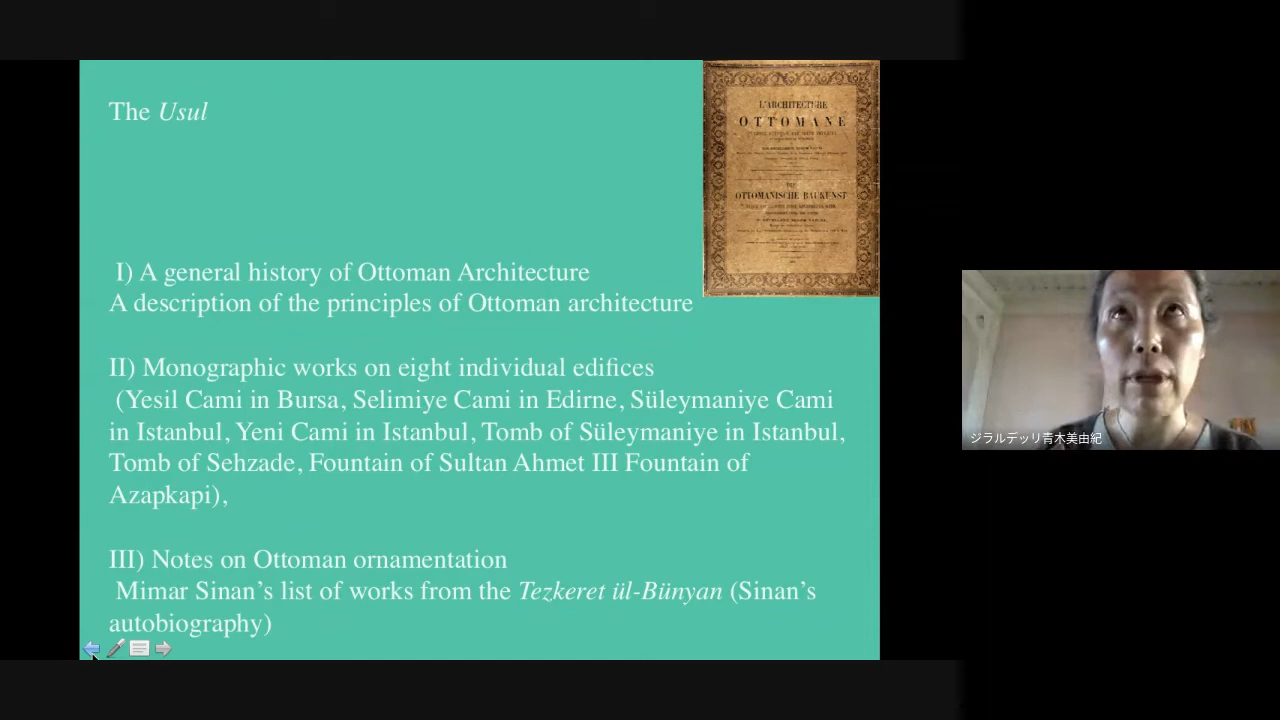 The Usul
L'ARCHITECTURE
OTTOMANE
DIE
OTTOMANISCHE BAUKUNST
I) A general history of Ottoman Architecture
A description of the principles of Ottoman architecture
II) Monographic works on eight individual edifices
(Yesil Cami in Bursa, Selimiye Cami in Edirne, Süleymaniye Cami
in Istanbul, Yeni Cami in Istanbul, Tomb of Süleymaniye in Istanbul,
Tomb of Sehzade, Fountain of Sultan Ahmet III Fountain of
Azapkapi),
III) Notes on Ottoman ornamentation
Mimar Sinan’s list of works from the Tezkeret ül-Bünyan (Sinan’s
autobiography)
ジラルデッリ青木美由紀